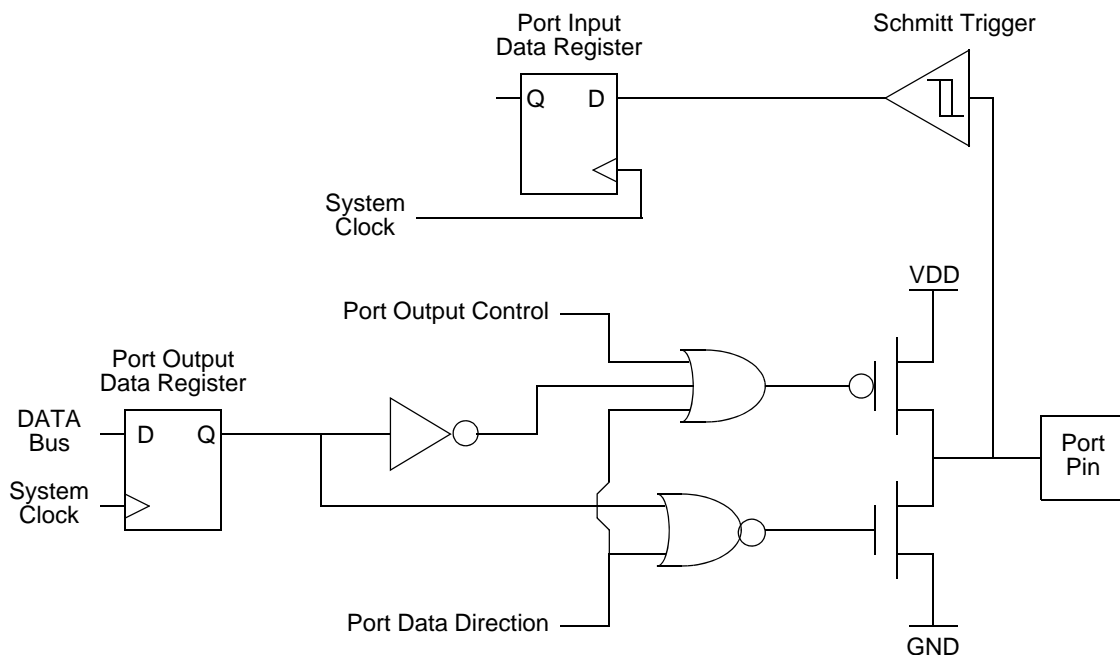 Port Input
Data Register
Schmitt Trigger
Q
D
System
Clock
VDD
Port Output Control
Port Output
Data Register
DATA
Bus
D
Q
System
Clock
Port
Pin
Port Data Direction
GND